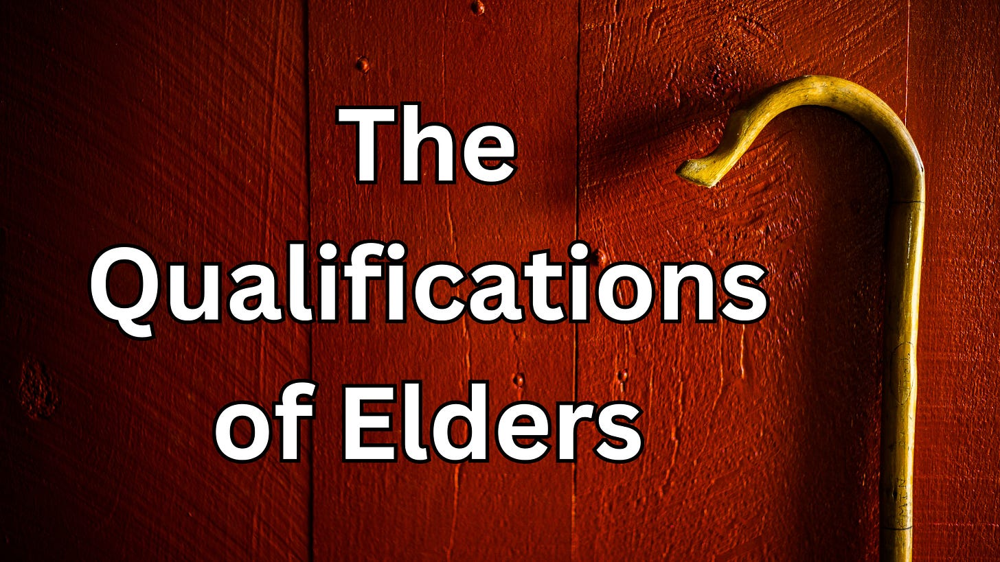 The
Qualifications
of Elders